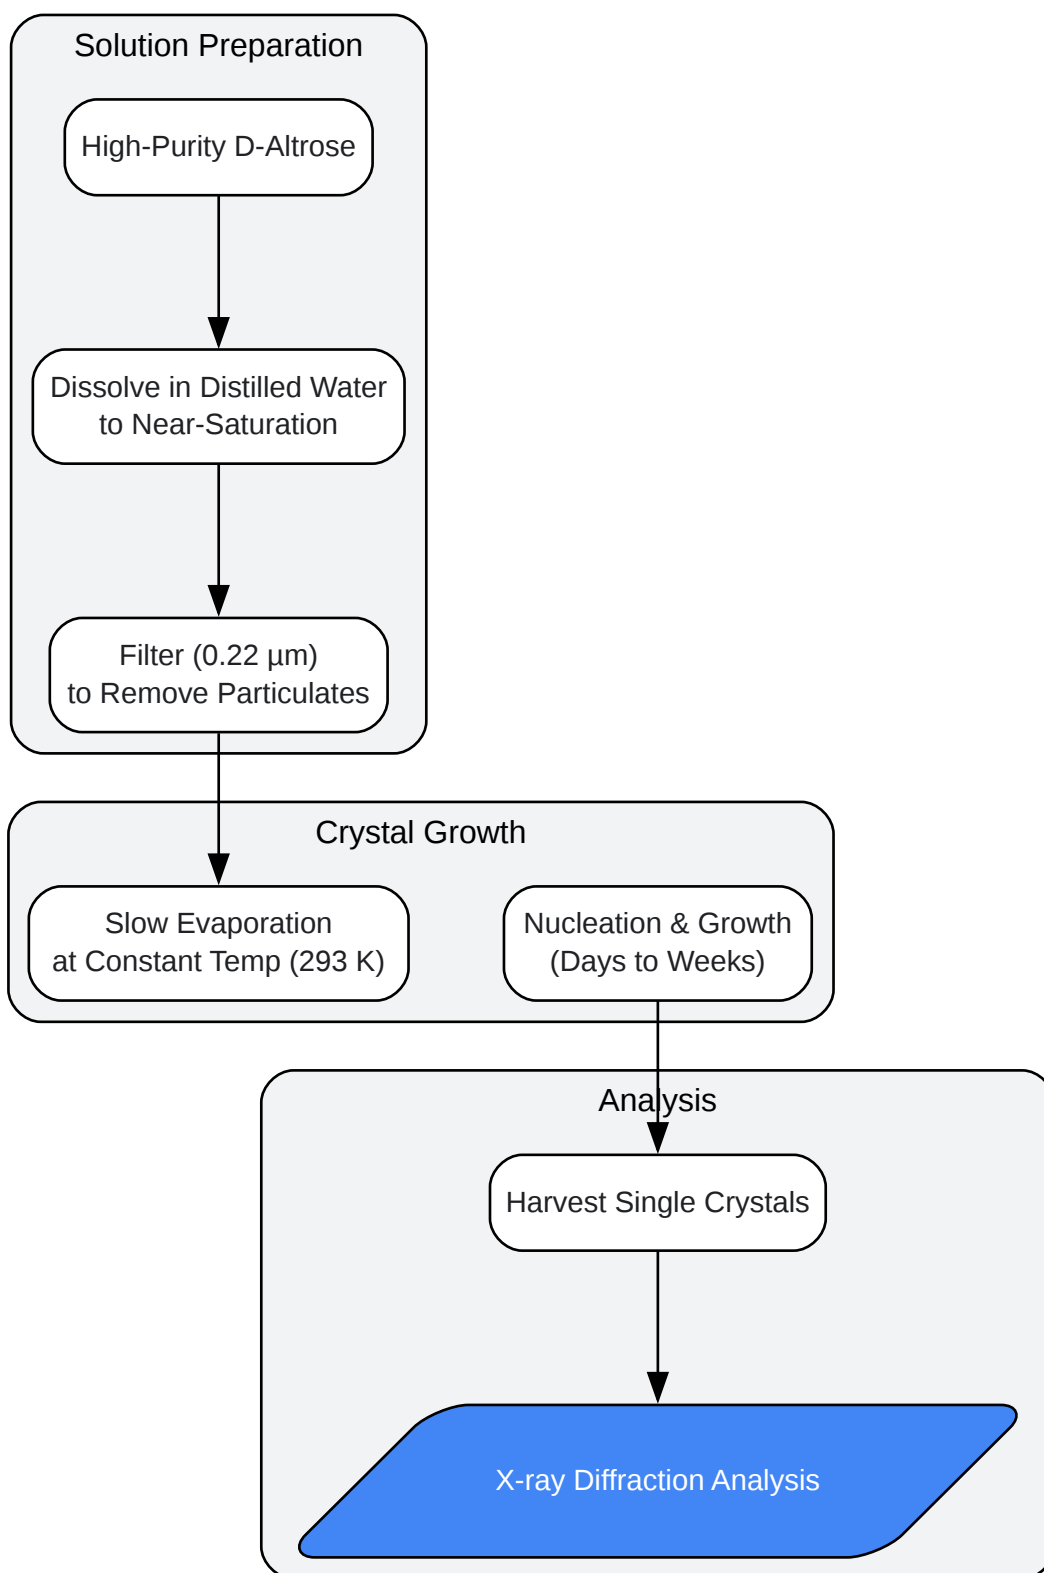 Solution Preparation
High-Purity D-Altrose
Dissolve in Distilled Water
to Near-Saturation
Filter (0.22 µm)
to Remove Particulates
Crystal Growth
Slow Evaporation
at Constant Temp (293 K)
Nucleation & Growth
(Days to Weeks)
Analysis
Harvest Single Crystals
X-ray Diffraction Analysis